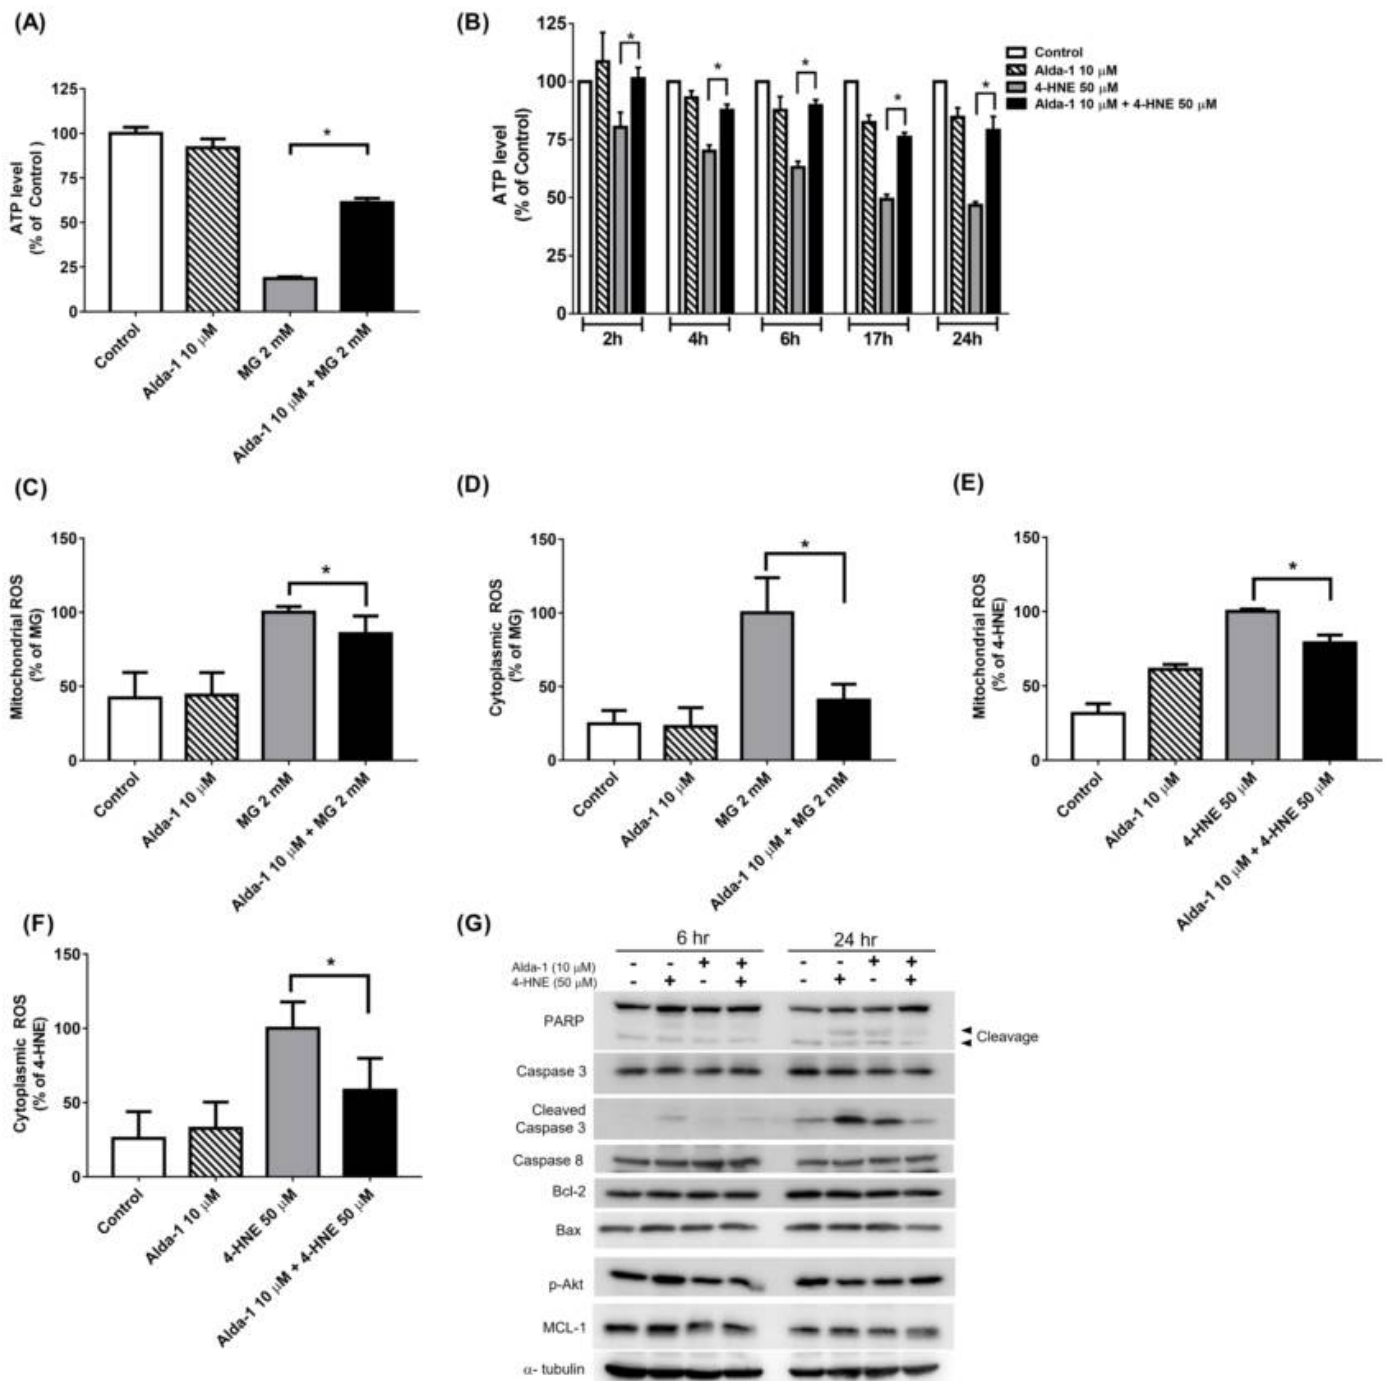 (A)
ATP level
(% of Control )
125
100
75
50
25
0
*
Control
Alda-1 10 μM
MG 2 mM
Alda-1 10 μM + MG 2 mM
(B)
ATP level
(% of Control)
125
100
75
50
25
0
* * * * *
2h 4h 6h 17h 24h
Control
Alda-1 10 μM
4-HNE 50 μM
Alda-1 10 μM + 4-HNE 50 μM
(C)
Mitochondrial ROS
(% of MG)
150
100
50
0
*
Control
Alda-1 10 μM
MG 2 mM
Alda-1 10 μM + MG 2 mM
(D)
Cytoplasmic ROS
(% of MG)
150
100
50
0
*
Control
Alda-1 10 μM
MG 2 mM
Alda-1 10 μM + MG 2 mM
(E)
Mitochondrial ROS
(% of 4-HNE)
150
100
50
0
*
Control
Alda-1 10 μM
4-HNE 50 μM
Alda-1 10 μM + 4-HNE 50 μM
(F)
Cytoplasmic ROS
(% of 4-HNE)
150
100
50
0
*
Control
Alda-1 10 μM
4-HNE 50 μM
Alda-1 10 μM + 4-HNE 50 μM
(G)
6 hr 24 hr
Alda-1 (10 μM) - - + + - - + +
4-HNE (50 μM) - + - + - + - +
PARP
Cleavage
Caspase 3
Cleaved
Caspase 3
Caspase 8
Bcl-2
Bax
p-Akt
MCL-1
α- tubulin